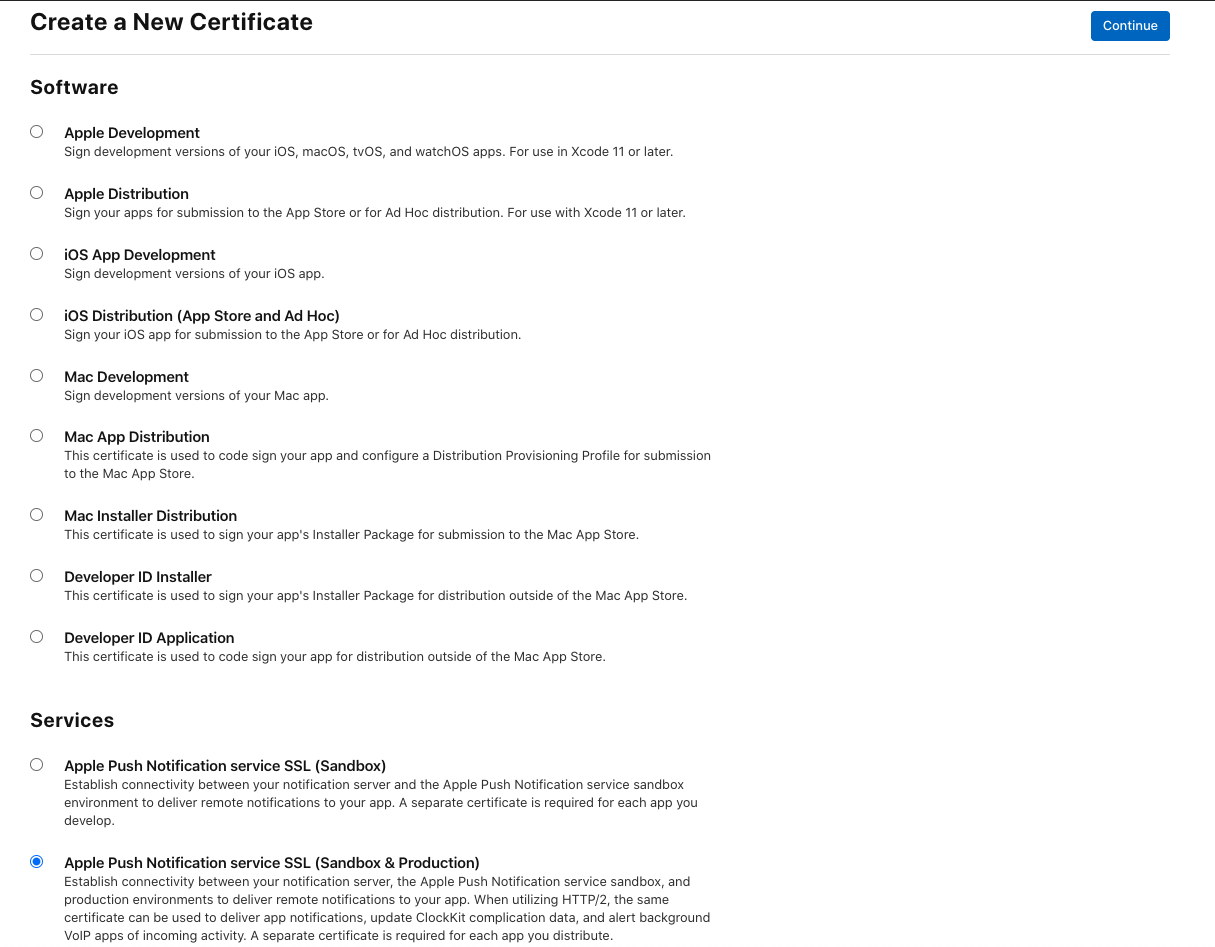 Create a New Certificate
Continue
Software
Apple Development
Sign development versions of your iOS, macOS, tvOS, and watchOS apps. For use in Xcode 11 or later.
Apple Distribution
Sign your apps for submission to the App Store or for Ad Hoc distribution. For use with Xcode 11 or later.
iOS App Development
Sign development versions of your iOS app.
iOS Distribution (App Store and Ad Hoc)
Sign your iOS app for submission to the App Store or for Ad Hoc distribution.
Mac Development
Sign development versions of your Mac app.
Mac App Distribution
This certificate is used to code sign your app and configure a Distribution Provisioning Profile for submission
to the Mac App Store.
Mac Installer Distribution
This certificate is used to sign your app's Installer Package for submission to the Mac App Store.
Developer ID Installer
This certificate is used to sign your app's Installer Package for distribution outside of the Mac App Store.
Developer ID Application
This certificate is used to code sign your app for distribution outside of the Mac App Store.
Services
Apple Push Notification service SSL (Sandbox)
Establish connectivity between your notification server and the Apple Push Notification service sandbox
environment to deliver remote notifications to your app. A separate certificate is required for each app you
develop.
Apple Push Notification service SSL (Sandbox & Production)
Establish connectivity between your notification server, the Apple Push Notification service sandbox, and
production environments to deliver remote notifications to your app. When utilizing HTTP/2, the same
certificate can be used to deliver app notifications, update ClockKit complication data, and alert background
VoIP apps of incoming activity. A separate certificate is required for each app you distribute.